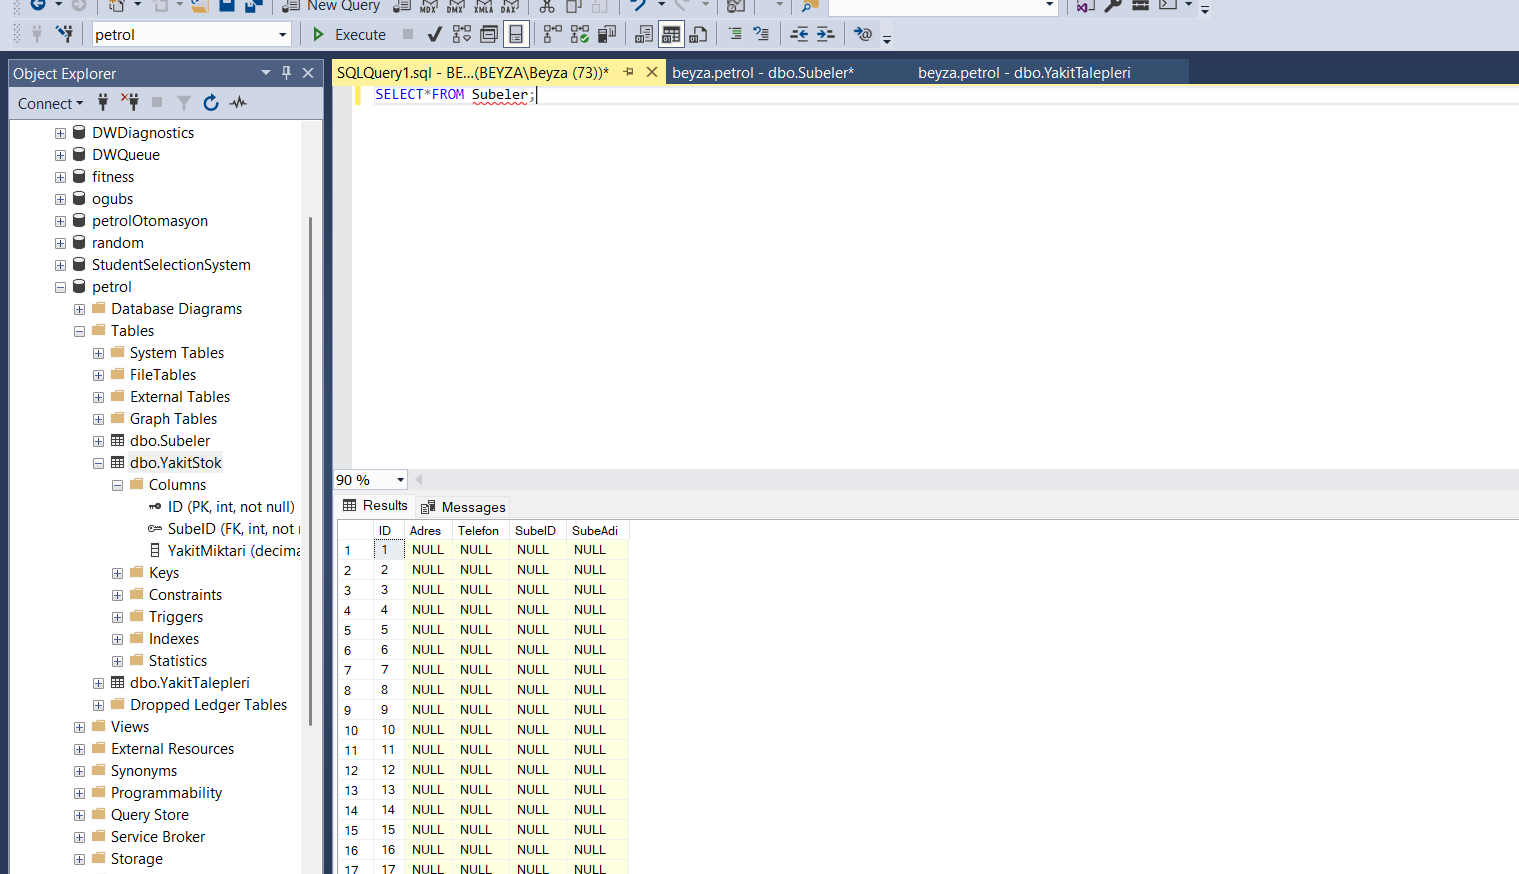 New Query MDX DMX XMLA DAX
petrol Execute
Object Explorer
Connect
DWDiagnostics
DWQueue
fitness
ogubs
petrolOtomasyon
random
StudentSelectionSystem
petrol
Database Diagrams
Tables
System Tables
FileTables
External Tables
Graph Tables
dbo.Subeler
dbo.YakitStok
Columns
ID (PK, int, not null)
SubeID (FK, int, not
YakitMiktari (decima
Keys
Constraints
Triggers
Indexes
Statistics
dbo.YakitTalepleri
Dropped Ledger Tables
Views
External Resources
Synonyms
Programmability
Query Store
Service Broker
Storage
SQLQuery1.sql - BE...(BEYZA\Beyza (73))* beyza.petrol - dbo.Subeler* beyza.petrol - dbo.YakitTalepleri
SELECT*FROM Subeler;
90 %
Results Messages
ID Adres Telefon SubeID SubeAdi
1 1 NULL NULL NULL NULL
2 2 NULL NULL NULL NULL
3 3 NULL NULL NULL NULL
4 4 NULL NULL NULL NULL
5 5 NULL NULL NULL NULL
6 6 NULL NULL NULL NULL
7 7 NULL NULL NULL NULL
8 8 NULL NULL NULL NULL
9 9 NULL NULL NULL NULL
10 10 NULL NULL NULL NULL
11 11 NULL NULL NULL NULL
12 12 NULL NULL NULL NULL
13 13 NULL NULL NULL NULL
14 14 NULL NULL NULL NULL
15 15 NULL NULL NULL NULL
16 16 NULL NULL NULL NULL
17 17 NULL NULL NULL NULL